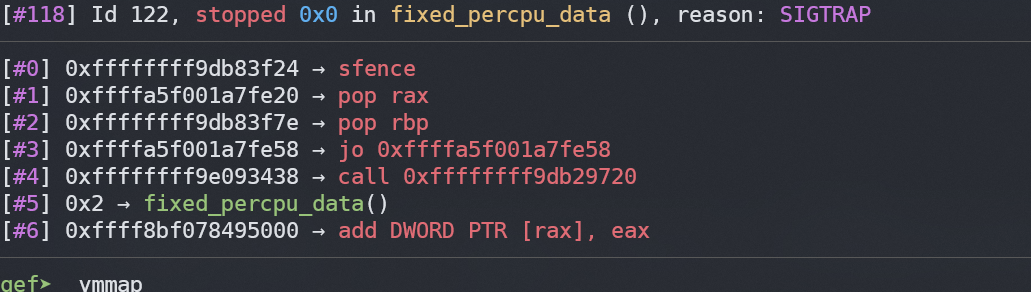 [#118] Id 122, stopped 0x0 in fixed_percpu_data (), reason: SIGTRAP
[#0] 0xffffffff9db83f24 → sfence
[#1] 0xffffa5f001a7fe20 → pop rax
[#2] 0xffffffff9db83f7e → pop rbp
[#3] 0xffffa5f001a7fe58 → jo 0xffffa5f001a7fe58
[#4] 0xffffffff9e093438 → call 0xffffffff9db29720
[#5] 0x2 → fixed_percpu_data()
[#6] 0xffff8bf078495000 → add DWORD PTR [rax], eax
gef➤ vmmap